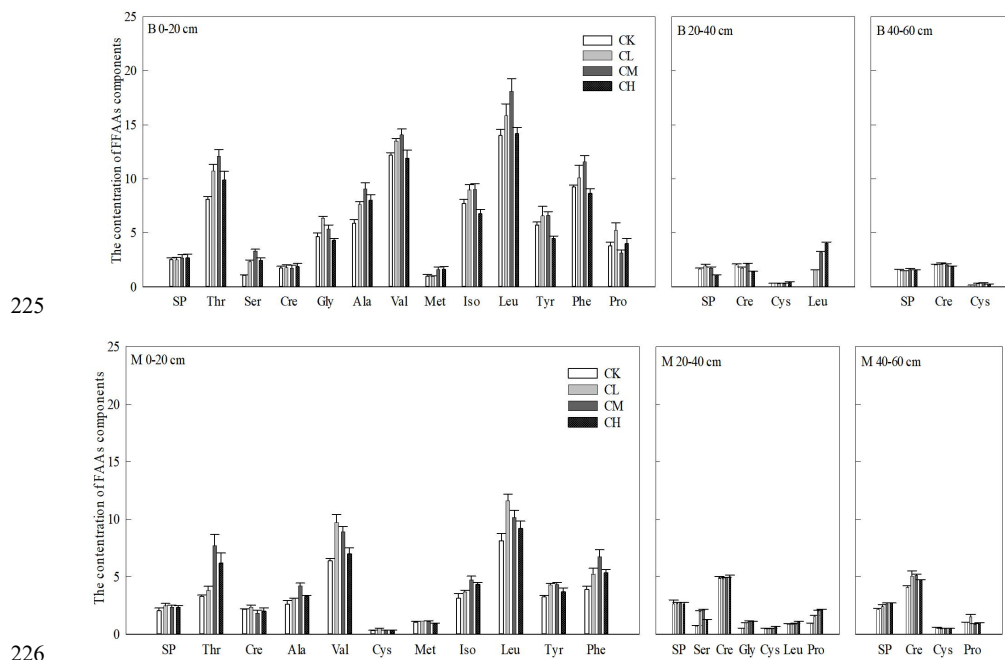 The contentration of FFAAs components
25
20
15
10
5
0
B 0-20 cm
CK
CL
CM
CH
SP Thr Ser Cre Gly Ala Val Met Iso Leu Tyr Phe Pro
B 20-40 cm
SP Cre Cys Leu
B 40-60 cm
SP Cre Cys
225
The contentration of FAAs components
25
20
15
10
5
0
M 0-20 cm
CK
CL
CM
CH
SP Thr Cre Ala Val Cys Met Iso Leu Tyr Phe
M 20-40 cm
SP Ser Cre Gly Cys Leu Pro
M 40-60 cm
SP Cre Cys Pro
226